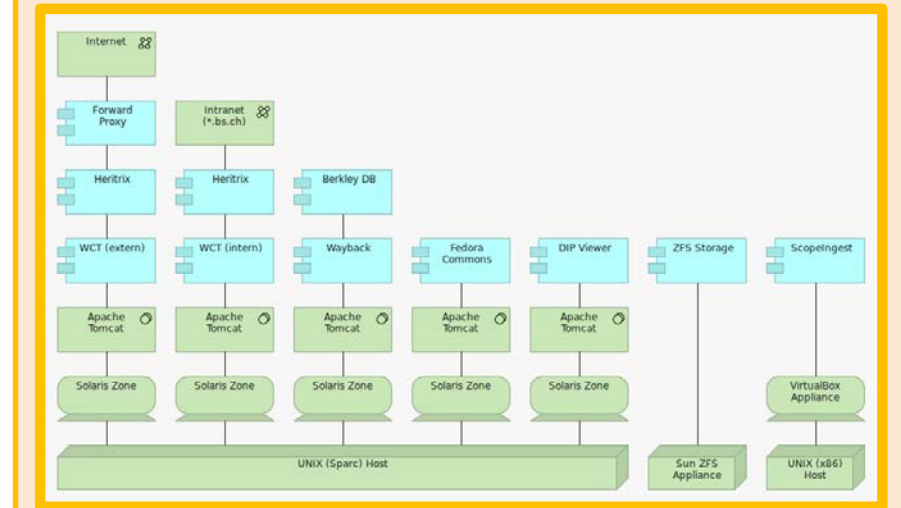 Internet
Forward
Proxy
Intranet
(*.bs.ch)
Heritrix
Heritrix
Berkley DB
WCT (extern)
WCT (intern)
Wayback
Fedora
Commons
DIP Viewer
ZFS Storage
ScopeIngest
Apache
Tomcat
Apache
Tomcat
Apache
Tomcat
Apache
Tomcat
Apache
Tomcat
Solaris Zone
Solaris Zone
Solaris Zone
Solaris Zone
Solaris Zone
VirtualBox
Appliance
UNIX (Sparc) Host
Sun ZFS
Appliance
UNIX (x86)
Host